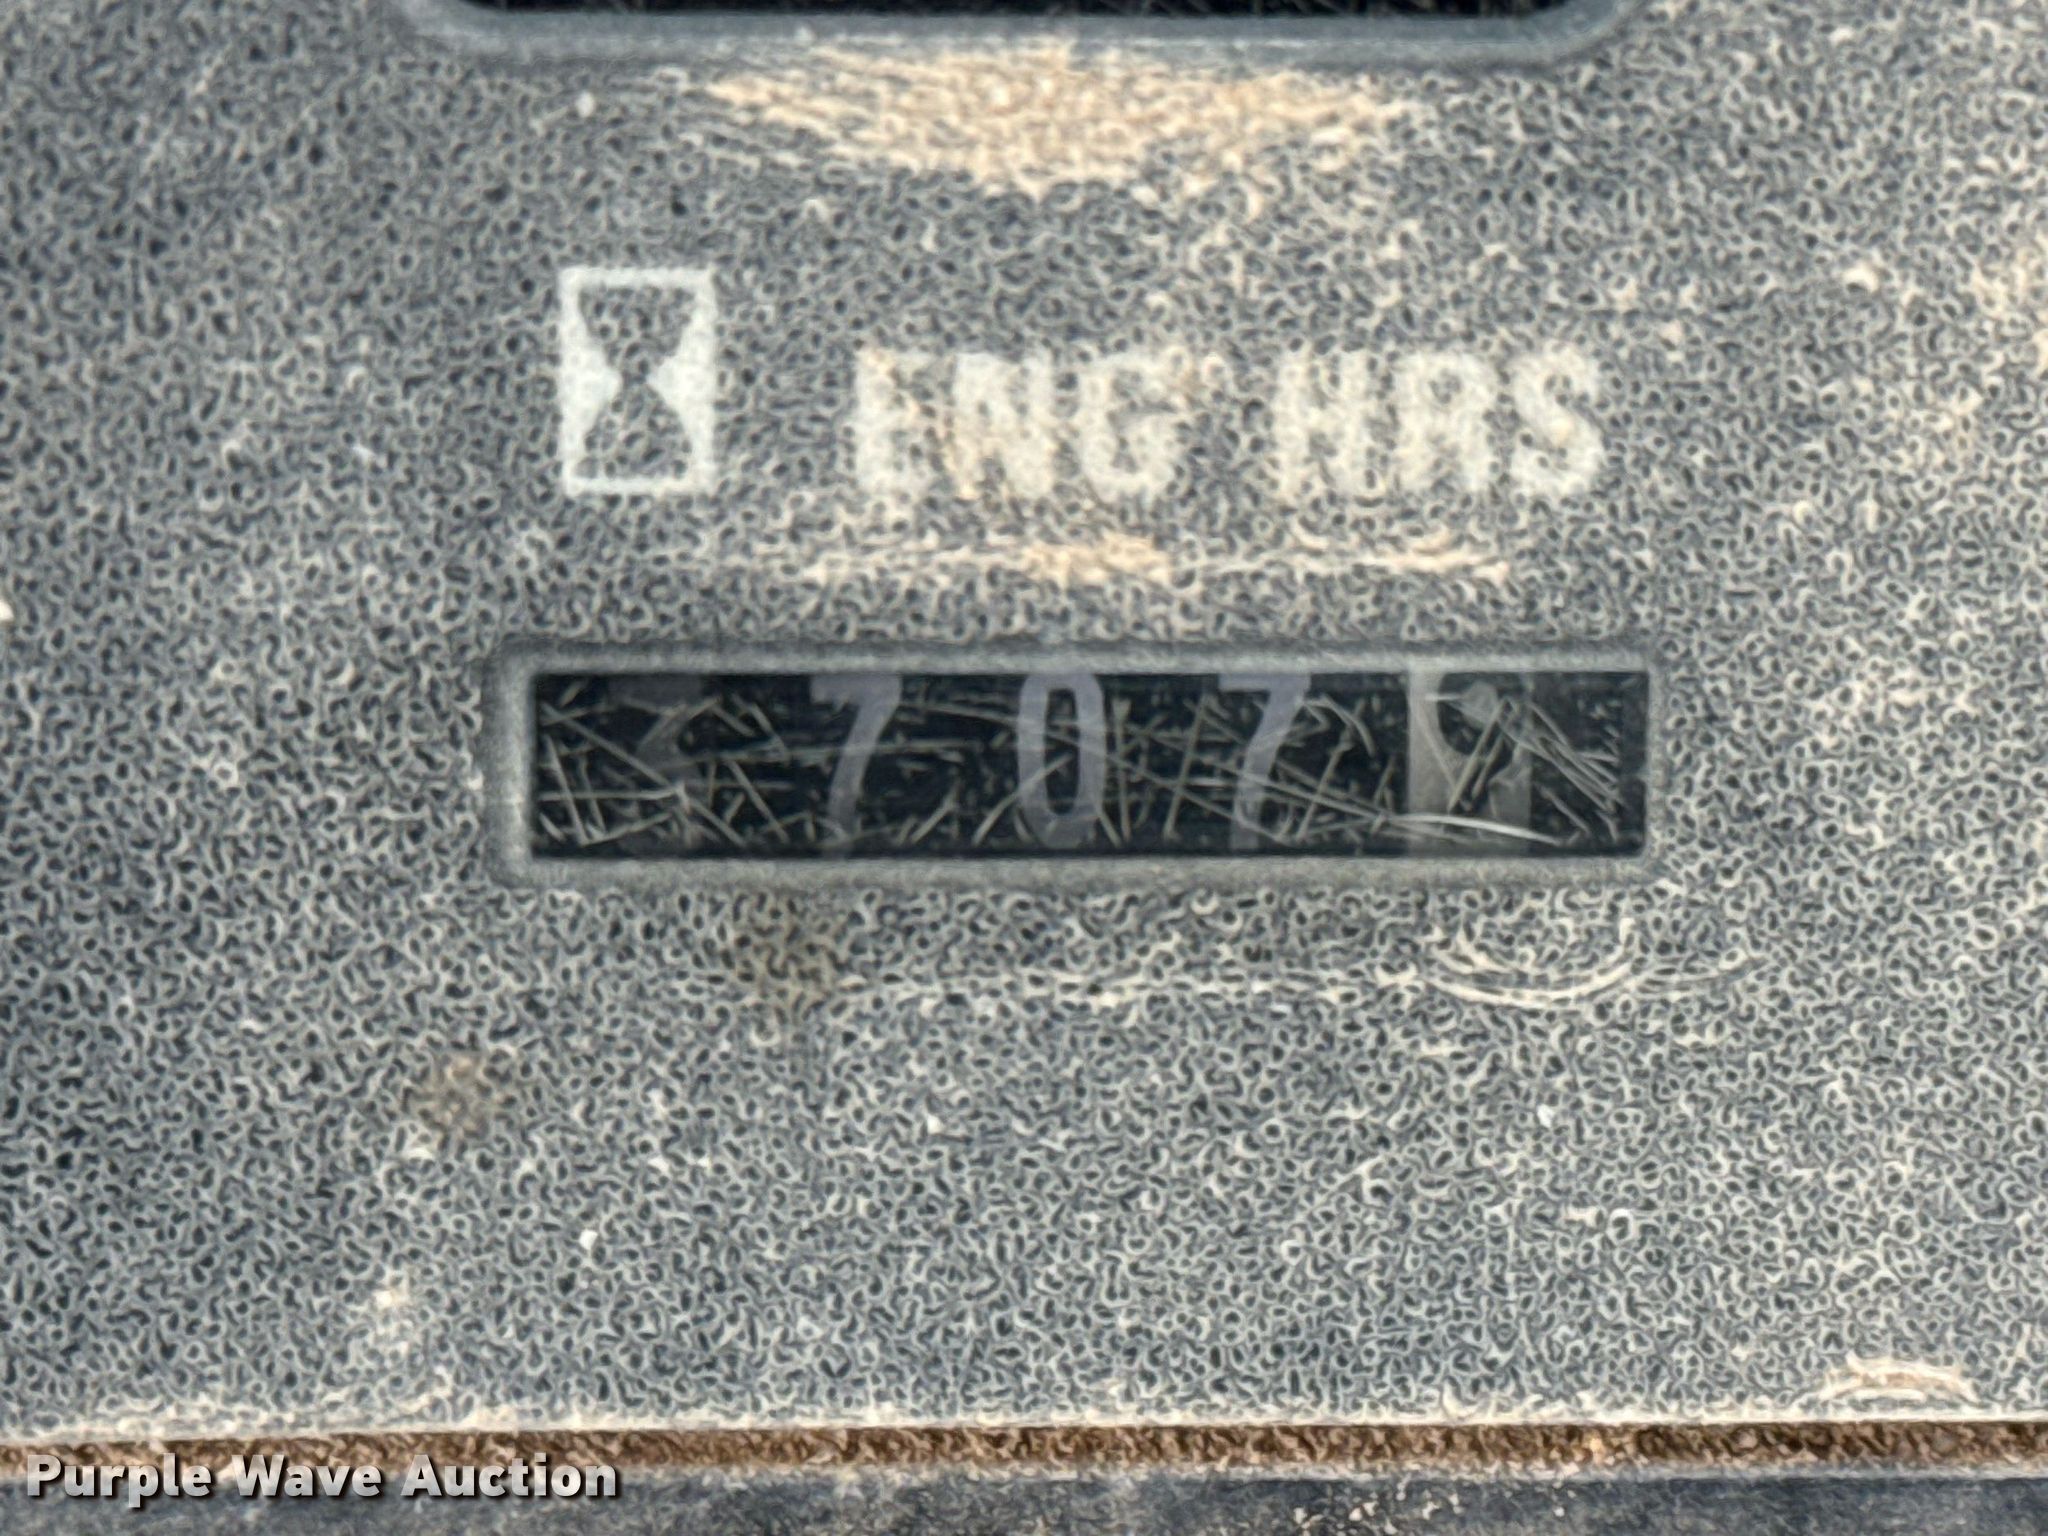 ENG HRS
707
Purple Wave Auction